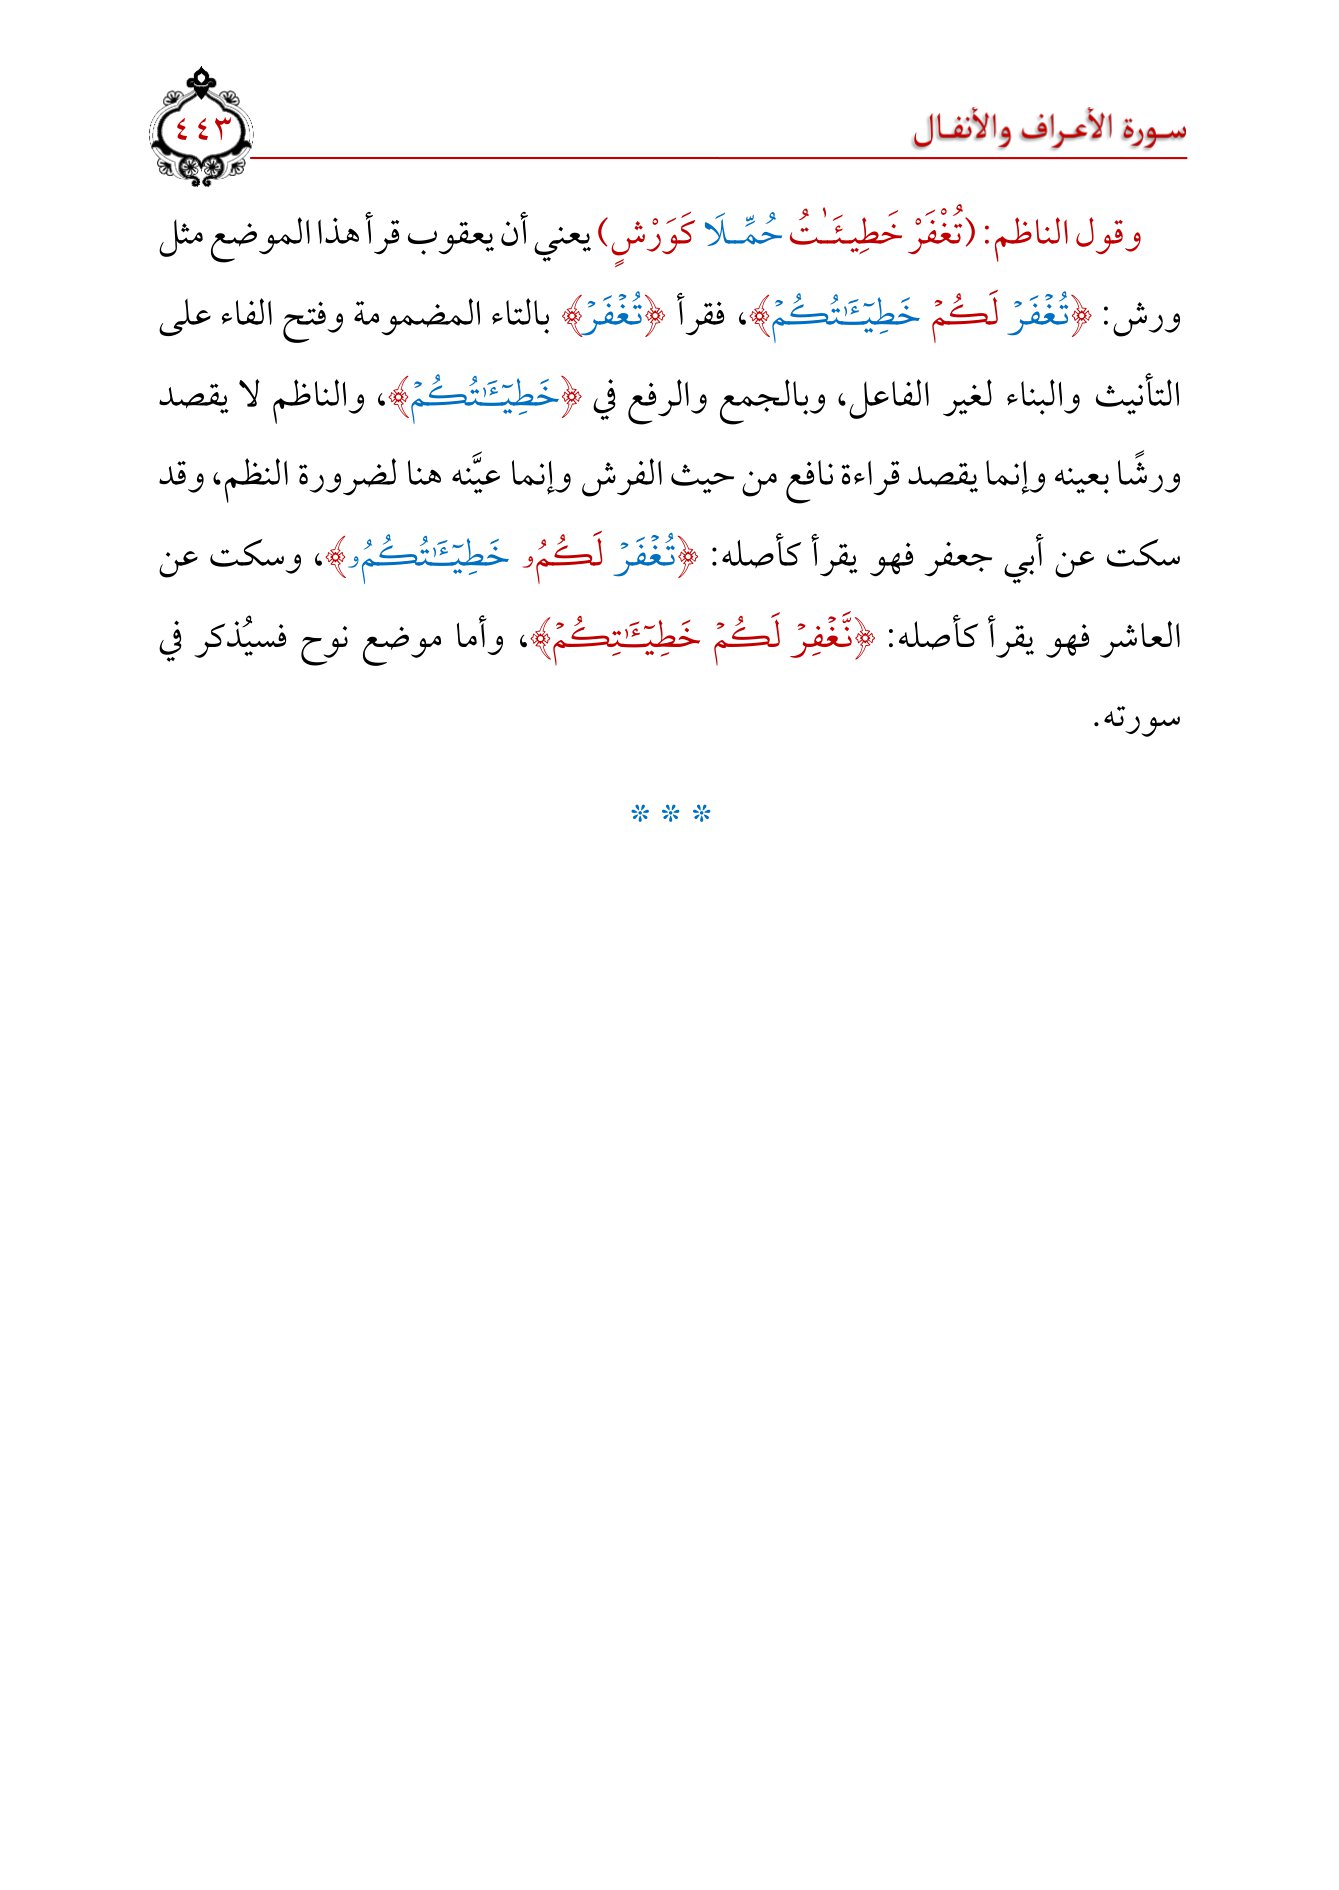 سورة الأعراف والأنفال
٤٤٣
وقول الناظم: (تُغْفَرْ خَطِيـَٔـٰتُ حُمِّــلَا كَوَرْشٍ) يعني أن يعقوب قرأ هذا الموضع مثل
ورش: ﴿تُغۡفَرۡ لَكُمۡ خَطِيٓـَٰٔتُكُمۡ﴾، فقرأ ﴿تُغۡفَرۡ﴾ بالتاء المضمومة وفتح الفاء على
التأنيث والبناء لغير الفاعل، وبالجمع والرفع في ﴿خَطِيٓـَٰٔتُكُمۡ﴾، والناظم لا يقصد
ورشًا بعينه وإنما يقصد قراءة نافع من حيث الفرش وإنما عيَّنه هنا لضرورة النظم، وقد
سكت عن أبي جعفر فهو يقرأ كأصله: ﴿تُغۡفَرۡ لَكُمُۥ خَطِيٓـَٰٔتُكُمُۥ﴾، وسكت عن
العاشر فهو يقرأ كأصله: ﴿نَّغۡفِرۡ لَكُمۡ خَطِيٓـَٰٔتِكُمۡ﴾، وأما موضع نوح فسيُذكر في
سورته.
* * *